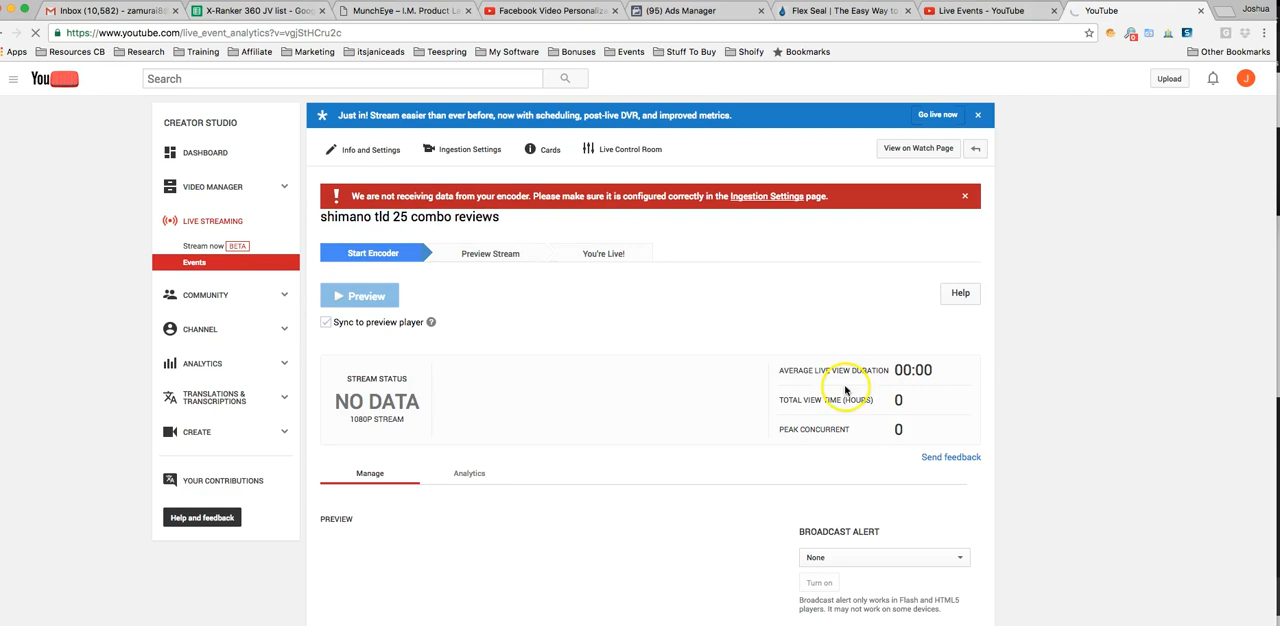 Inbox (10,582) - zamurai88
X-Ranker 360 JV list - Goog
MunchEye – I.M. Product La
Facebook Video Personaliza
(95) Ads Manager
Flex Seal | The Easy Way to
Live Events - YouTube
YouTube
Joshua
https://www.youtube.com/live_event_analytics?v=vgjStHCru2c
Apps Resources CB Research Training Affiliate Marketing itsjaniceads Teespring My Software Bonuses Events Stuff To Buy Shoify Bookmarks Other Bookmarks
You
Search
Upload
J
CREATOR STUDIO
DASHBOARD
VIDEO MANAGER
LIVE STREAMING
Stream now BETA
Events
COMMUNITY
CHANNEL
ANALYTICS
TRANSLATIONS &
TRANSCRIPTIONS
CREATE
YOUR CONTRIBUTIONS
Help and feedback
Just in! Stream easier than ever before, now with scheduling, post-live DVR, and improved metrics.
Go live now
Info and Settings
Ingestion Settings
Cards
Live Control Room
View on Watch Page
We are not receiving data from your encoder. Please make sure it is configured correctly in the Ingestion Settings page.
shimano tld 25 combo reviews
Start Encoder
Preview Stream
You're Live!
Preview
Help
Sync to preview player ?
STREAM STATUS
NO DATA
1080P STREAM
AVERAGE LIVE VIEW DURATION 00:00
TOTAL VIEW TIME (HOURS) 0
PEAK CONCURRENT 0
Send feedback
Manage
Analytics
PREVIEW
BROADCAST ALERT
None
Turn on
Broadcast alert only works in Flash and HTML5
players. It may not work on some devices.